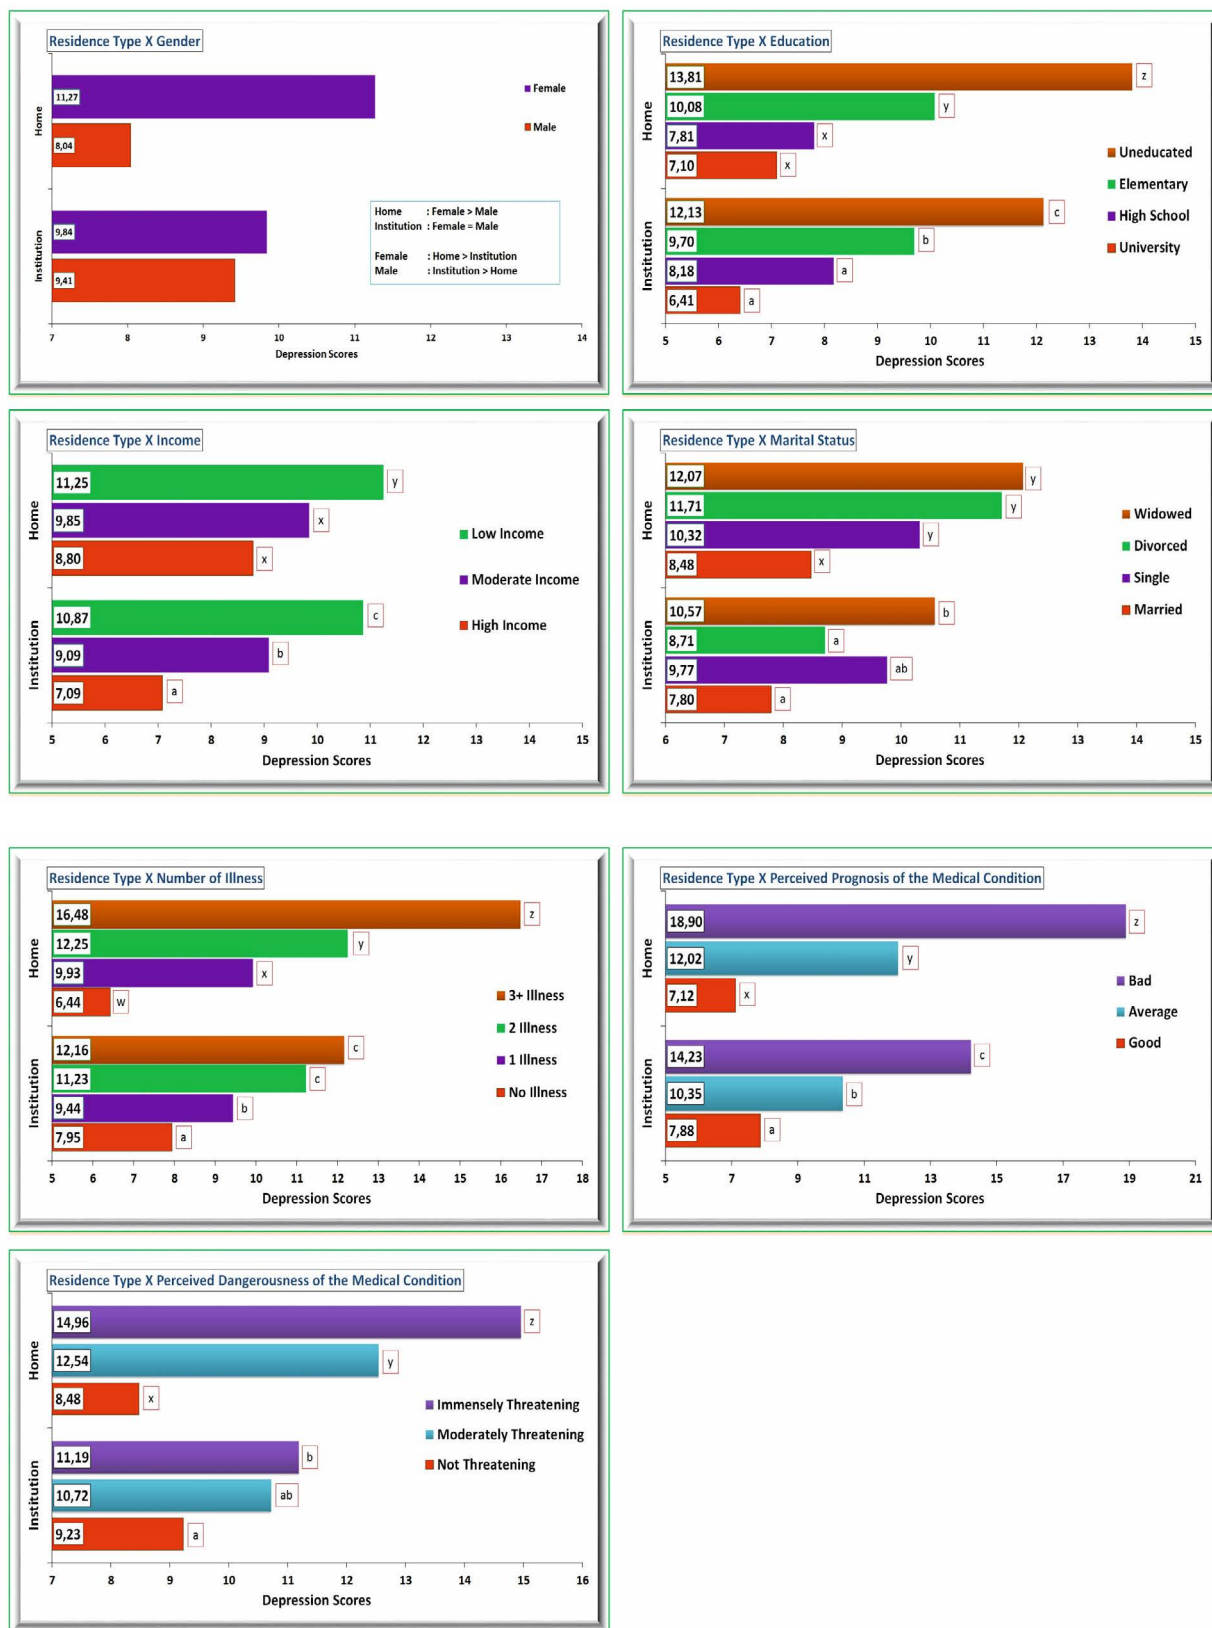 Residence Type X Gender
Home
11,27
8,04
Institution
9,84
9,41
Female
Male
Home : Female > Male
Institution : Female = Male
Female : Home > Institution
Male : Institution > Home
7 8 9 10 11 12 13 14
Depression Scores
Residence Type X Education
Home
13,81 z
10,08 y
7,81 x
7,10 x
Institution
12,13 c
9,70 b
8,18 a
6,41 a
Uneducated
Elementary
High School
University
5 6 7 8 9 10 11 12 13 14 15
Depression Scores
Residence Type X Income
Home
11,25 y
9,85 x
8,80 x
Institution
10,87 c
9,09 b
7,09 a
Low Income
Moderate Income
High Income
5 6 7 8 9 10 11 12 13 14 15
Depression Scores
Residence Type X Marital Status
Home
12,07 y
11,71 y
10,32 y
8,48 x
Institution
10,57 b
8,71 a
9,77 ab
7,80 a
Widowed
Divorced
Single
Married
6 7 8 9 10 11 12 13 14 15
Depression Scores
Residence Type X Number of Illness
Home
16,48 z
12,25 y
9,93 x
6,44 w
Institution
12,16 c
11,23 c
9,44 b
7,95 a
3+ Illness
2 Illness
1 Illness
No Illness
5 6 7 8 9 10 11 12 13 14 15 16 17 18
Depression Scores
Residence Type X Perceived Prognosis of the Medical Condition
Home
18,90 z
12,02 y
7,12 x
Institution
14,23 c
10,35 b
7,88 a
Bad
Average
Good
5 7 9 11 13 15 17 19 21
Depression Scores
Residence Type X Perceived Dangerousness of the Medical Condition
Home
14,96 z
12,54 y
8,48 x
Institution
11,19 b
10,72 ab
9,23 a
Immensely Threatening
Moderately Threatening
Not Threatening
7 8 9 10 11 12 13 14 15 16
Depression Scores